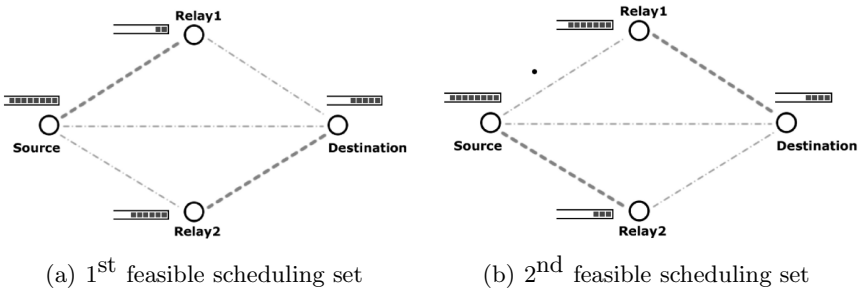 Relay1
Source
Destination
Relay2
(a) 1st feasible scheduling set
Relay1
Source
Destination
Relay2
(b) 2nd feasible scheduling set